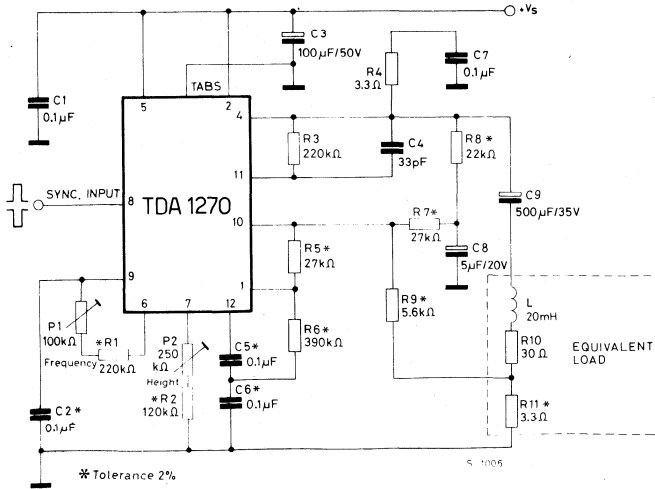 +Vs
C3
100µF/50V
C7
0.1µF
R4
3.3Ω
C1
0.1µF
TABS
5
2
4
R3
220kΩ
C4
33pF
R8*
22kΩ
11
C9
500µF/35V
SYNC. INPUT
8
TDA 1270
10
R7*
27kΩ
C8
5µF/20V
R5*
27kΩ
9
1
R9*
5.6kΩ
L
20mH
6
7
12
P1
100kΩ
Frequency
*R1
220kΩ
P2
250
kΩ
Height
*R2
120kΩ
C5*
0.1µF
C6*
0.1µF
R6*
390kΩ
R10
30Ω
EQUIVALENT
LOAD
R11*
3.3Ω
C2*
0.1µF
*Tolerance 2%